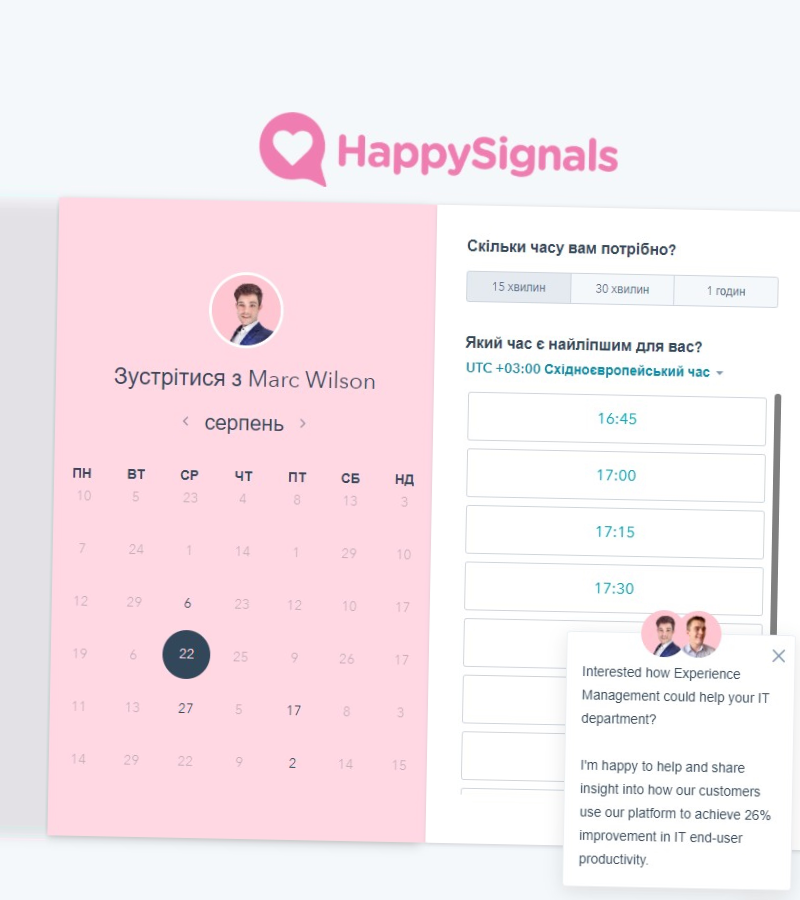 HappySignals
Зустрітися з Marc Wilson
серпень
ПН ВТ СР ЧТ ПТ СБ НД
10 5 23 4 8 13 3
7 24 1 14 1 29 10
12 29 6 23 12 10 17
19 6 22 25 9 26 17
11 13 27 5 17 8 3
14 29 22 9 2 14 15
Скільки часу вам потрібно?
15 хвилин 30 хвилин 1 годин
Який час є найліпшим для вас?
UTC +03:00 Східноєвропейський час
16:45
17:00
17:15
17:30
Interested how Experience
Management could help your IT
department?
I'm happy to help and share
insight into how our customers
use our platform to achieve 26%
improvement in IT end-user
productivity.